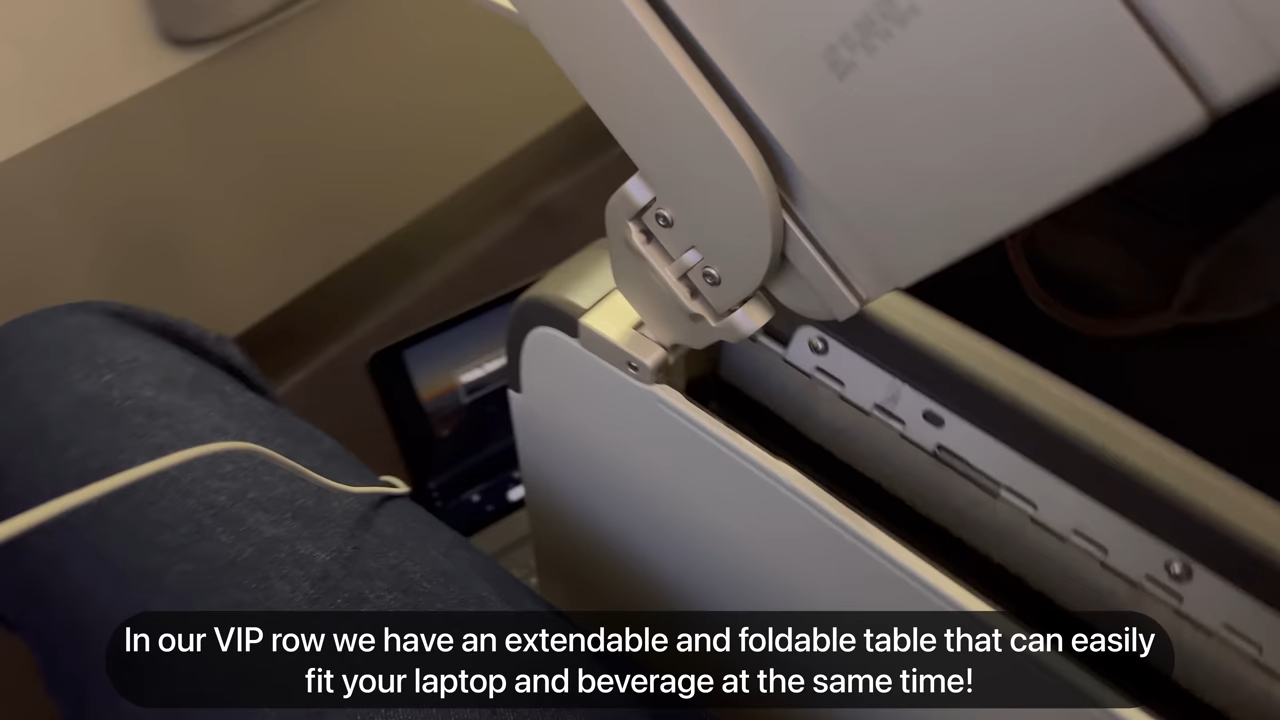 In our VIP row we have an extendable and foldable table that can easily
fit your laptop and beverage at the same time!